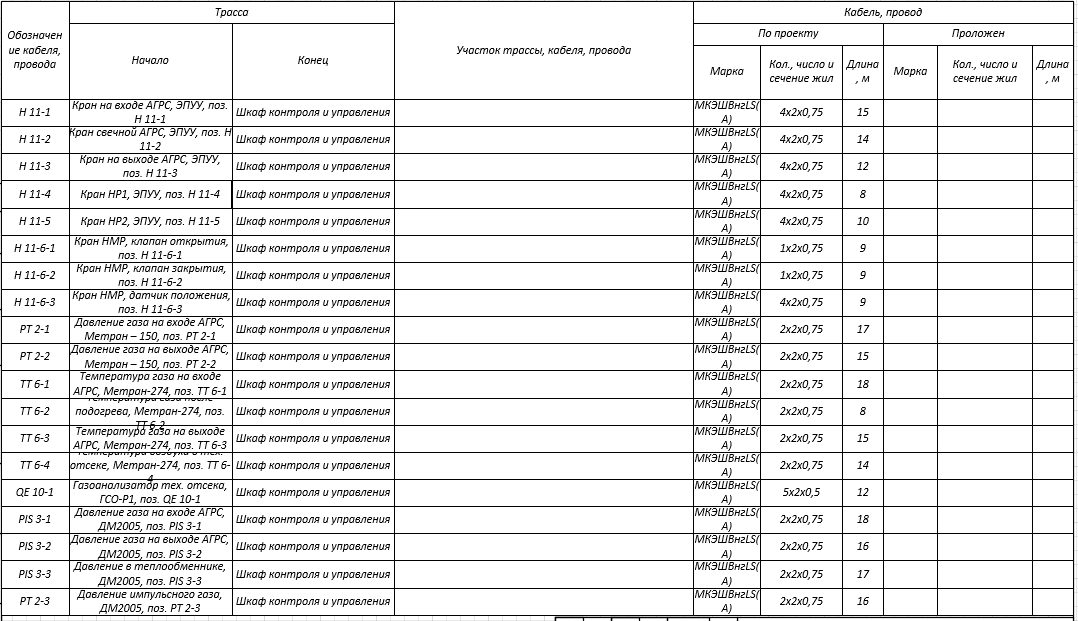 Обозначен
ие кабеля,
провода
Трасса
Участок трассы, кабеля, провода
Кабель, провод
Начало
Конец
По проекту
Проложен
Марка
Кол., число и
сечение жил
Длина
, м
Марка
Кол., число и
сечение жил
Длина
, м
Н 11-1
Кран на входе АГРС, ЭПУУ, поз.
Н 11-1
Шкаф контроля и управления
МКЭШВнгLS(
А)
4х2х0,75
15
Н 11-2
Кран свечной АГРС, ЭПУУ, поз. Н
11-2
Шкаф контроля и управления
МКЭШВнгLS(
А)
4х2х0,75
14
Н 11-3
Кран на выходе АГРС, ЭПУУ,
поз. Н 11-3
Шкаф контроля и управления
МКЭШВнгLS(
А)
4х2х0,75
12
Н 11-4
Кран НР1, ЭПУУ, поз. Н 11-4
Шкаф контроля и управления
МКЭШВнгLS(
А)
4х2х0,75
8
Н 11-5
Кран НР2, ЭПУУ, поз. Н 11-5
Шкаф контроля и управления
МКЭШВнгLS(
А)
4х2х0,75
10
Н 11-6-1
Кран НМР, клапан открытия,
поз. Н 11-6-1
Шкаф контроля и управления
МКЭШВнгLS(
А)
1х2х0,75
9
Н 11-6-2
Кран НМР, клапан закрытия,
поз. Н 11-6-2
Шкаф контроля и управления
МКЭШВнгLS(
А)
1х2х0,75
9
Н 11-6-3
Кран НМР, датчик положения,
поз. Н 11-6-3
Шкаф контроля и управления
МКЭШВнгLS(
А)
4х2х0,75
9
РТ 2-1
Давление газа на входе АГРС,
Метран – 150, поз. РТ 2-1
Шкаф контроля и управления
МКЭШВнгLS(
А)
2х2х0,75
17
РТ 2-2
Давление газа на выходе АГРС,
Метран – 150, поз. РТ 2-2
Шкаф контроля и управления
МКЭШВнгLS(
А)
2х2х0,75
15
ТТ 6-1
Температура газа на входе
АГРС, Метран-274, поз. ТТ 6-1
Шкаф контроля и управления
МКЭШВнгLS(
А)
2х2х0,75
18
ТТ 6-2
Температура газа после
подогрева, Метран-274, поз.
ТТ 6-2
Шкаф контроля и управления
МКЭШВнгLS(
А)
2х2х0,75
8
ТТ 6-3
Температура газа на выходе
АГРС, Метран-274, поз. ТТ 6-3
Шкаф контроля и управления
МКЭШВнгLS(
А)
2х2х0,75
15
ТТ 6-4
Температура воздуха в тех.
отсеке, Метран-274, поз. ТТ 6-
4
Шкаф контроля и управления
МКЭШВнгLS(
А)
2х2х0,75
14
QE 10-1
Газоанализатор тех. отсека,
ГСО-Р1, поз. QE 10-1
Шкаф контроля и управления
МКЭШВнгLS(
А)
5х2х0,5
12
PIS 3-1
Давление газа на входе АГРС,
ДМ2005, поз. PIS 3-1
Шкаф контроля и управления
МКЭШВнгLS(
А)
2х2х0,75
18
PIS 3-2
Давление газа на выходе АГРС,
ДМ2005, поз. PIS 3-2
Шкаф контроля и управления
МКЭШВнгLS(
А)
2х2х0,75
16
PIS 3-3
Давление в теплообменнике,
ДМ2005, поз. PIS 3-3
Шкаф контроля и управления
МКЭШВнгLS(
А)
2х2х0,75
17
РТ 2-3
Давление импульсного газа,
ДМ2005, поз. РТ 2-3
Шкаф контроля и управления
МКЭШВнгLS(
А)
2х2х0,75
16